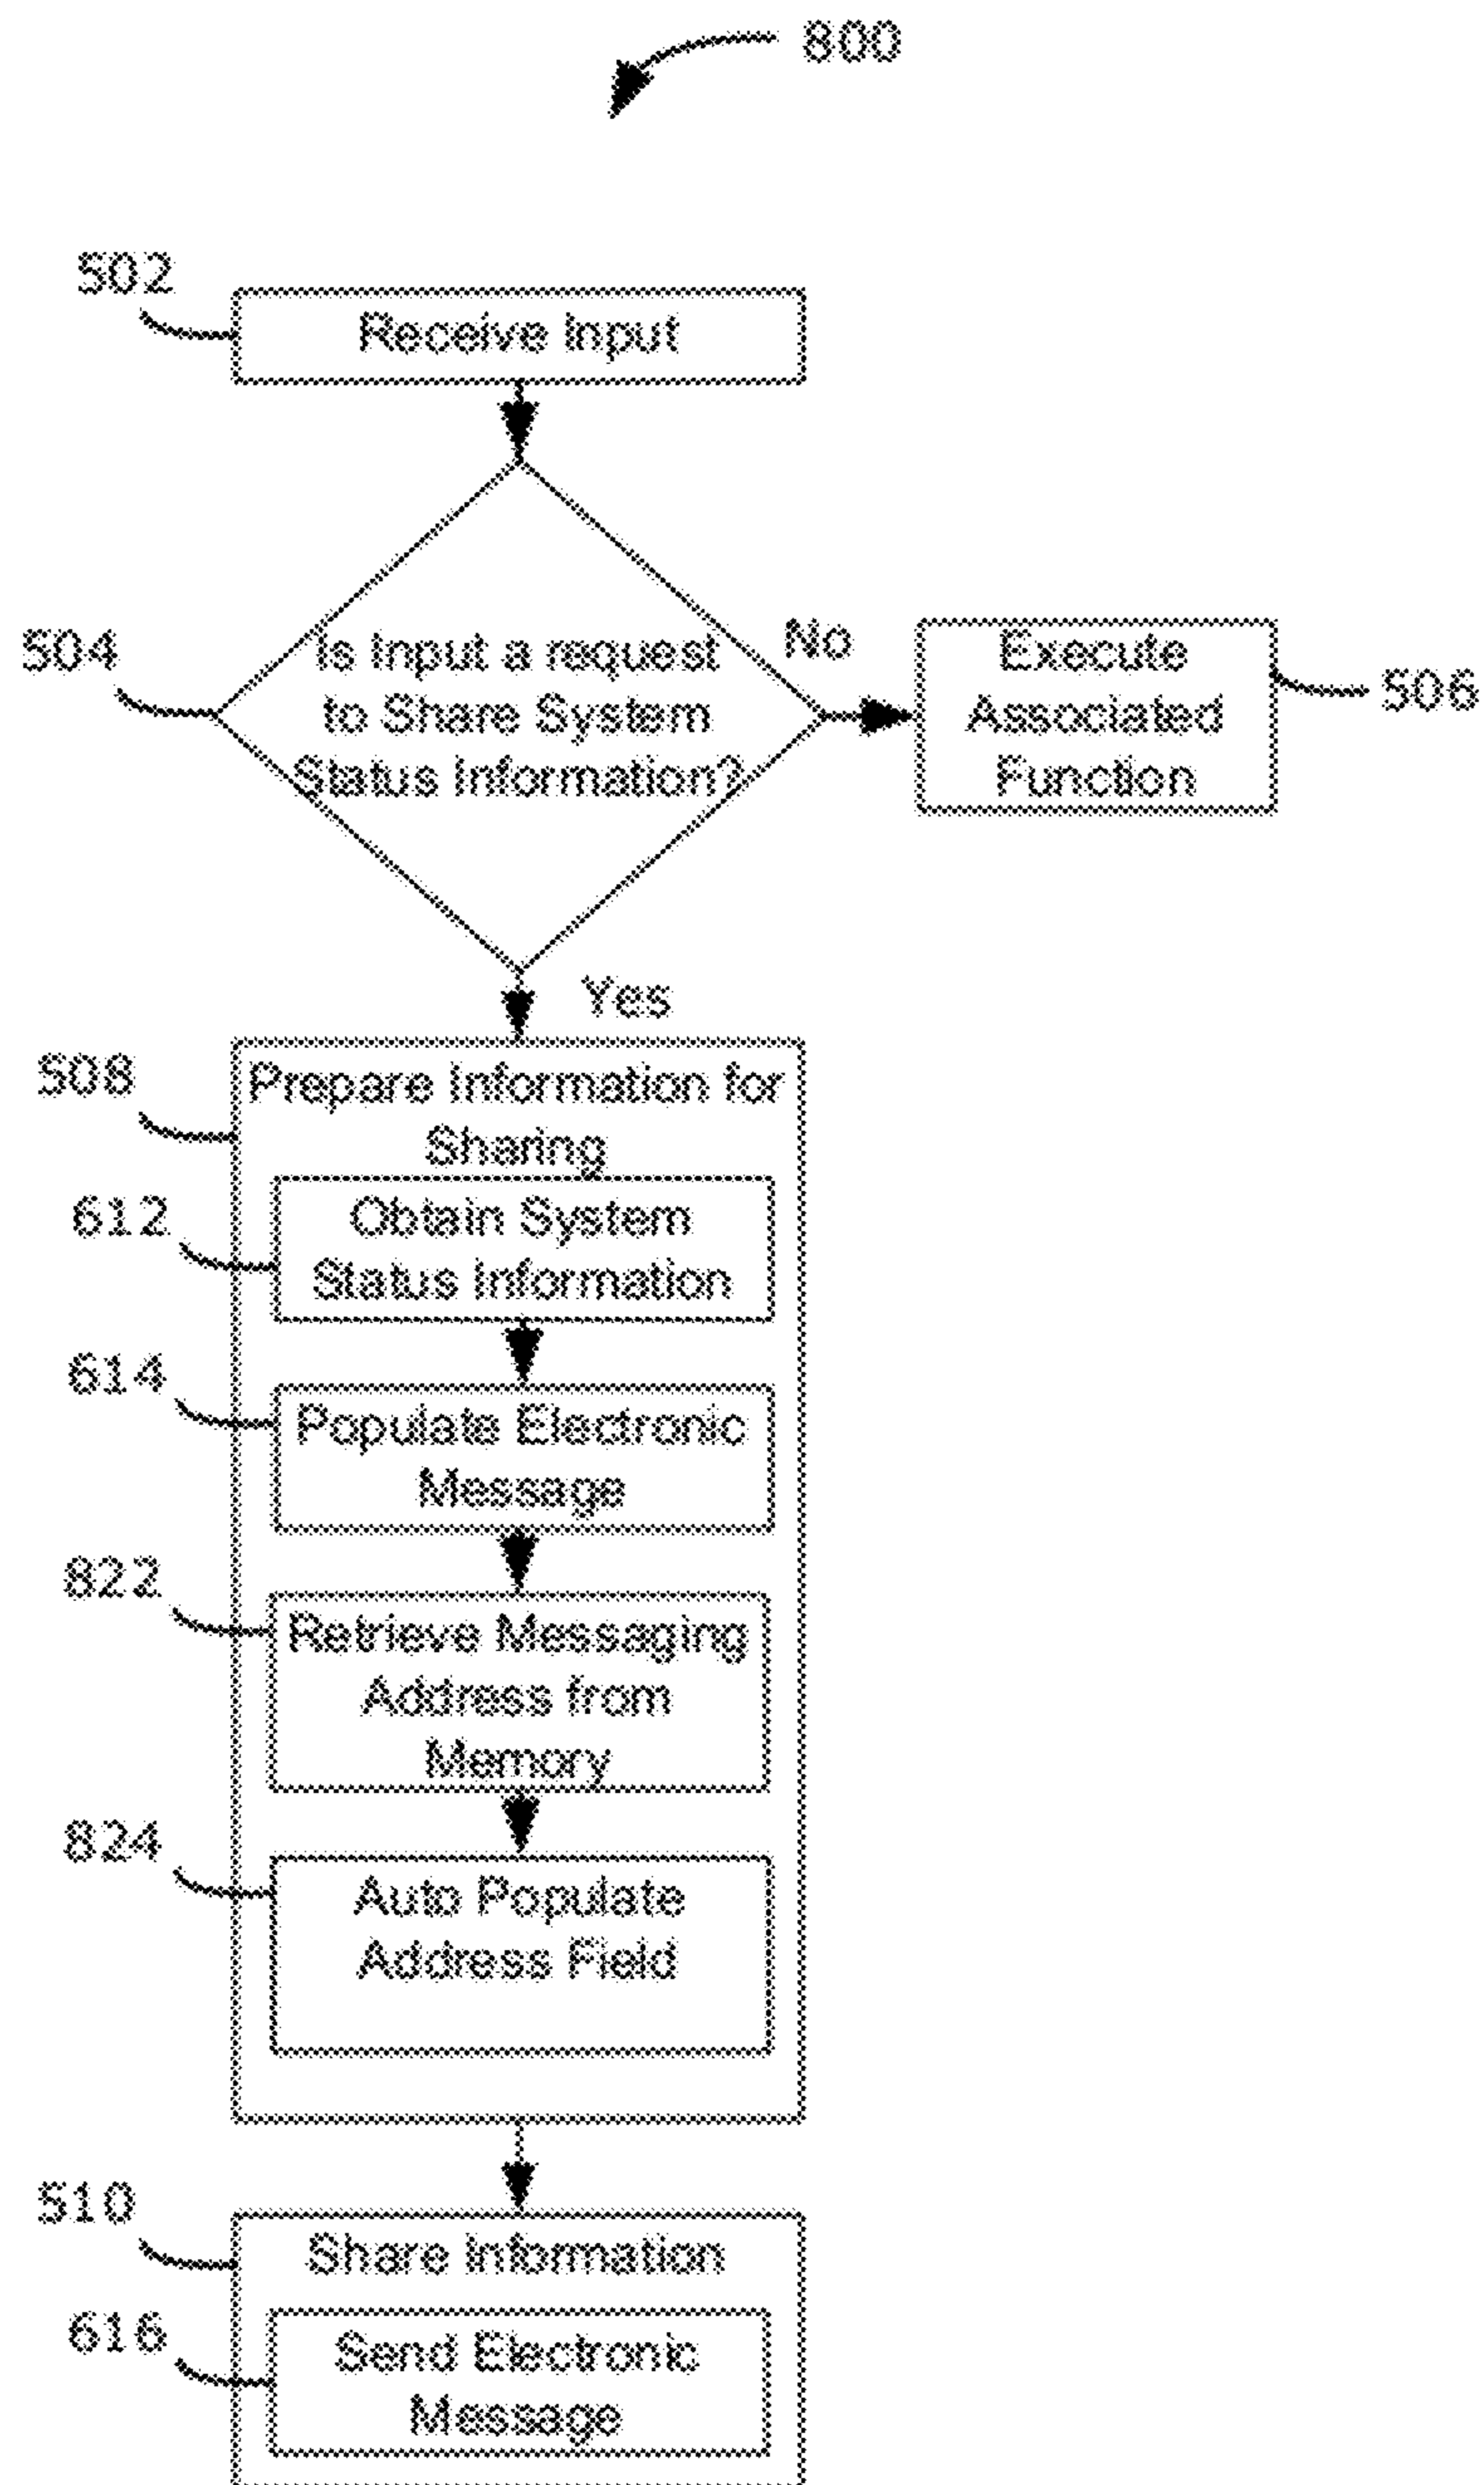 800
502
Receive Input
504
Is Input a request
to Share System
Status Information?
No
Execute
Associated
Function
506
Yes
508
Prepare Information for
Sharing
612
Obtain System
Status Information
614
Populate Electronic
Message
822
Retrieve Messaging
Address from
Memory
824
Auto Populate
Address Field
510
Share Information
616
Send Electronic
Message